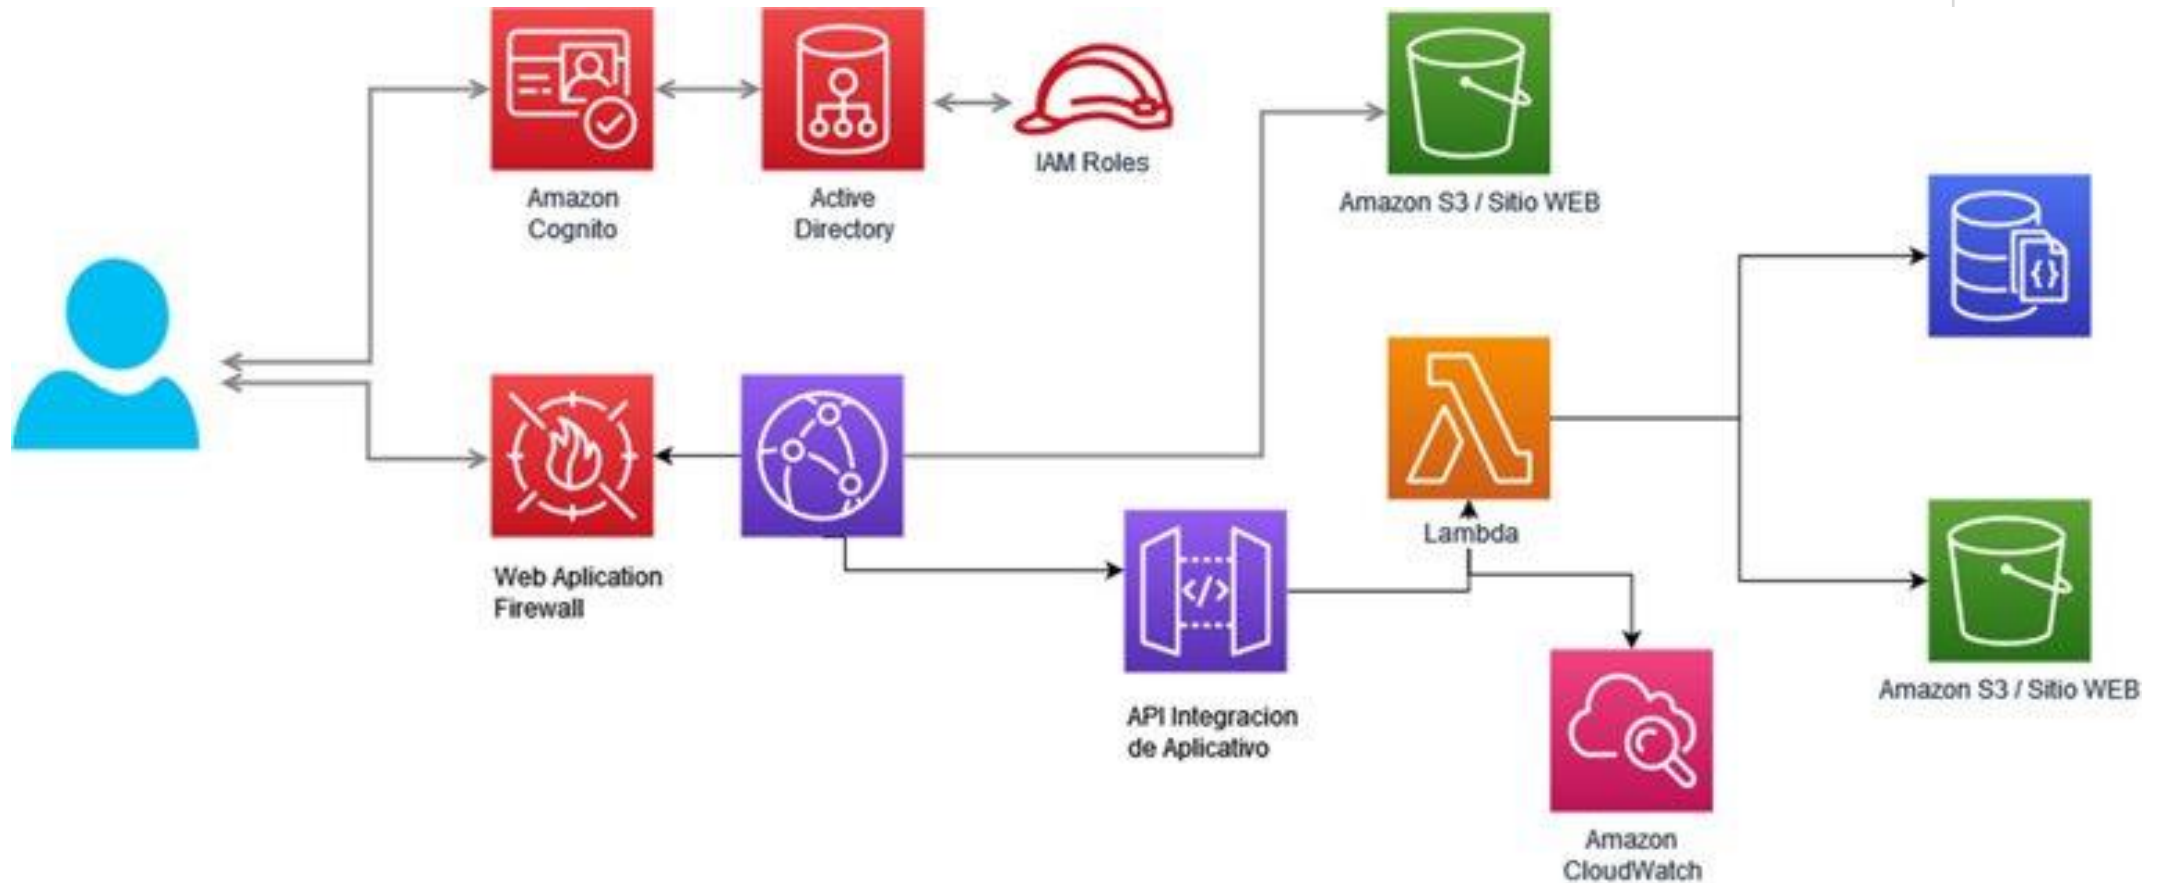 Amazon
Cognito
Active
Directory
IAM Roles
Amazon S3 / Sitio WEB
Web Aplication
Firewall
</>
API Integracion
de Aplicativo
Lambda
{}
Amazon S3 / Sitio WEB
Amazon
CloudWatch